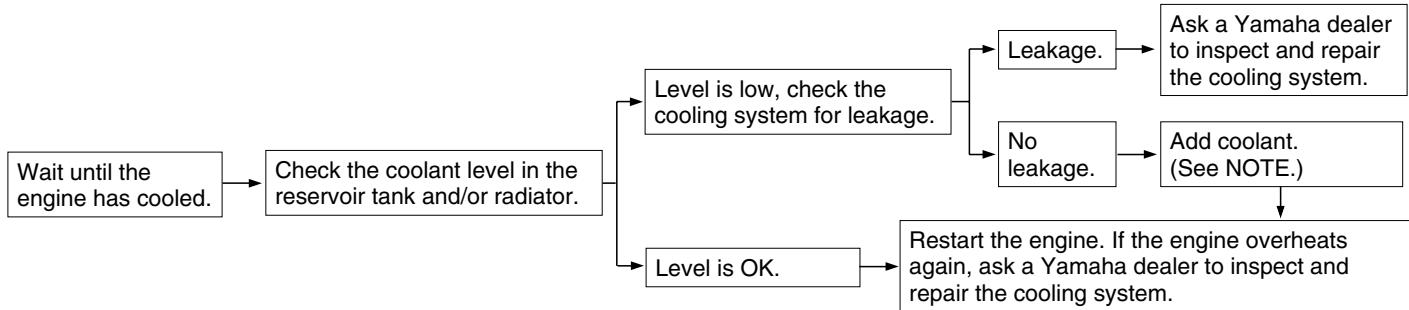 Wait until the
engine has cooled.
Check the coolant level in the
reservoir tank and/or radiator.
Level is low, check the
cooling system for leakage.
Leakage.
Ask a Yamaha dealer
to inspect and repair
the cooling system.
No
leakage.
Add coolant.
(See NOTE.)
Level is OK.
Restart the engine. If the engine overheats
again, ask a Yamaha dealer to inspect and
repair the cooling system.